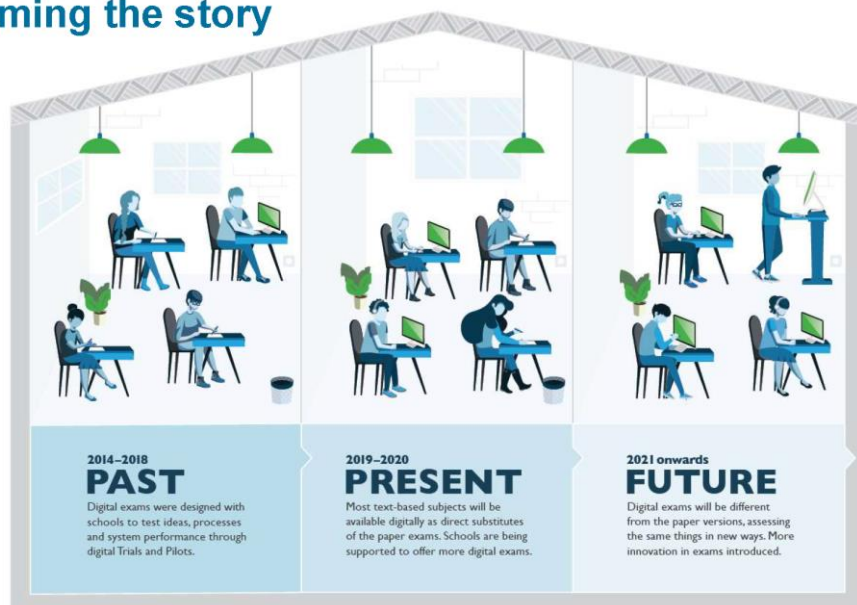 ming the story
2014–2018
PAST
Digital exams were designed with
schools to test ideas, processes
and system performance through
digital Trials and Pilots.
2019–2020
PRESENT
Most text-based subjects will be
available digitally as direct substitutes
of the paper exams. Schools are being
supported to offer more digital exams.
2021 onwards
FUTURE
Digital exams will be different
from the paper versions, assessing
the same things in new ways. More
innovation in exams introduced.